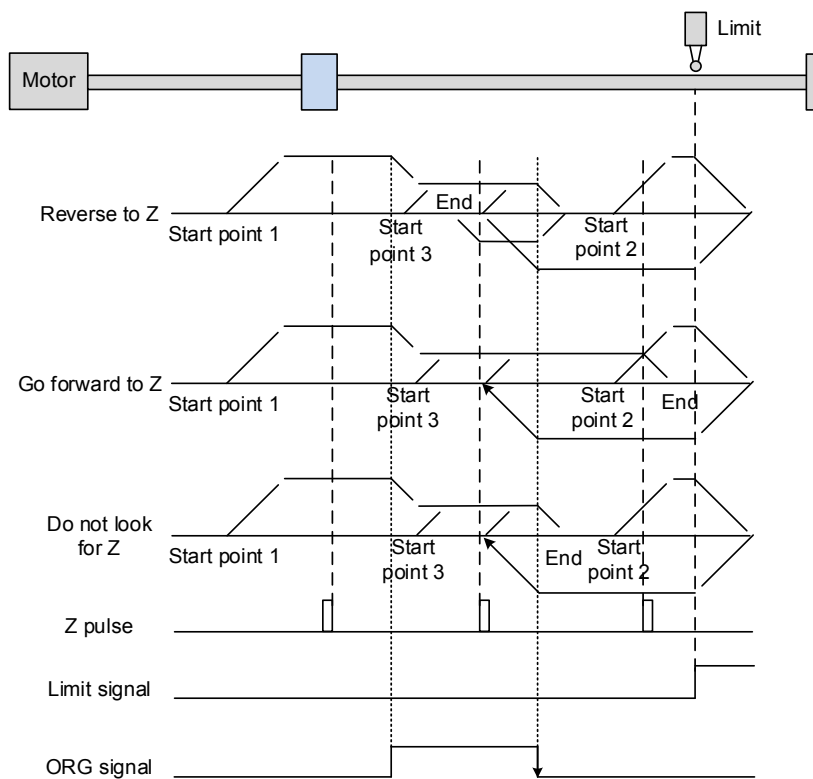 Limit
Motor
Reverse to Z
Start point 1
Start
point 3
End
Start
point 2
Go forward to Z
Start point 1
Start
point 3
Start
point 2
End
Do not look
for Z
Start point 1
Start
point 3
End
Start
point 2
Z pulse
Limit signal
ORG signal